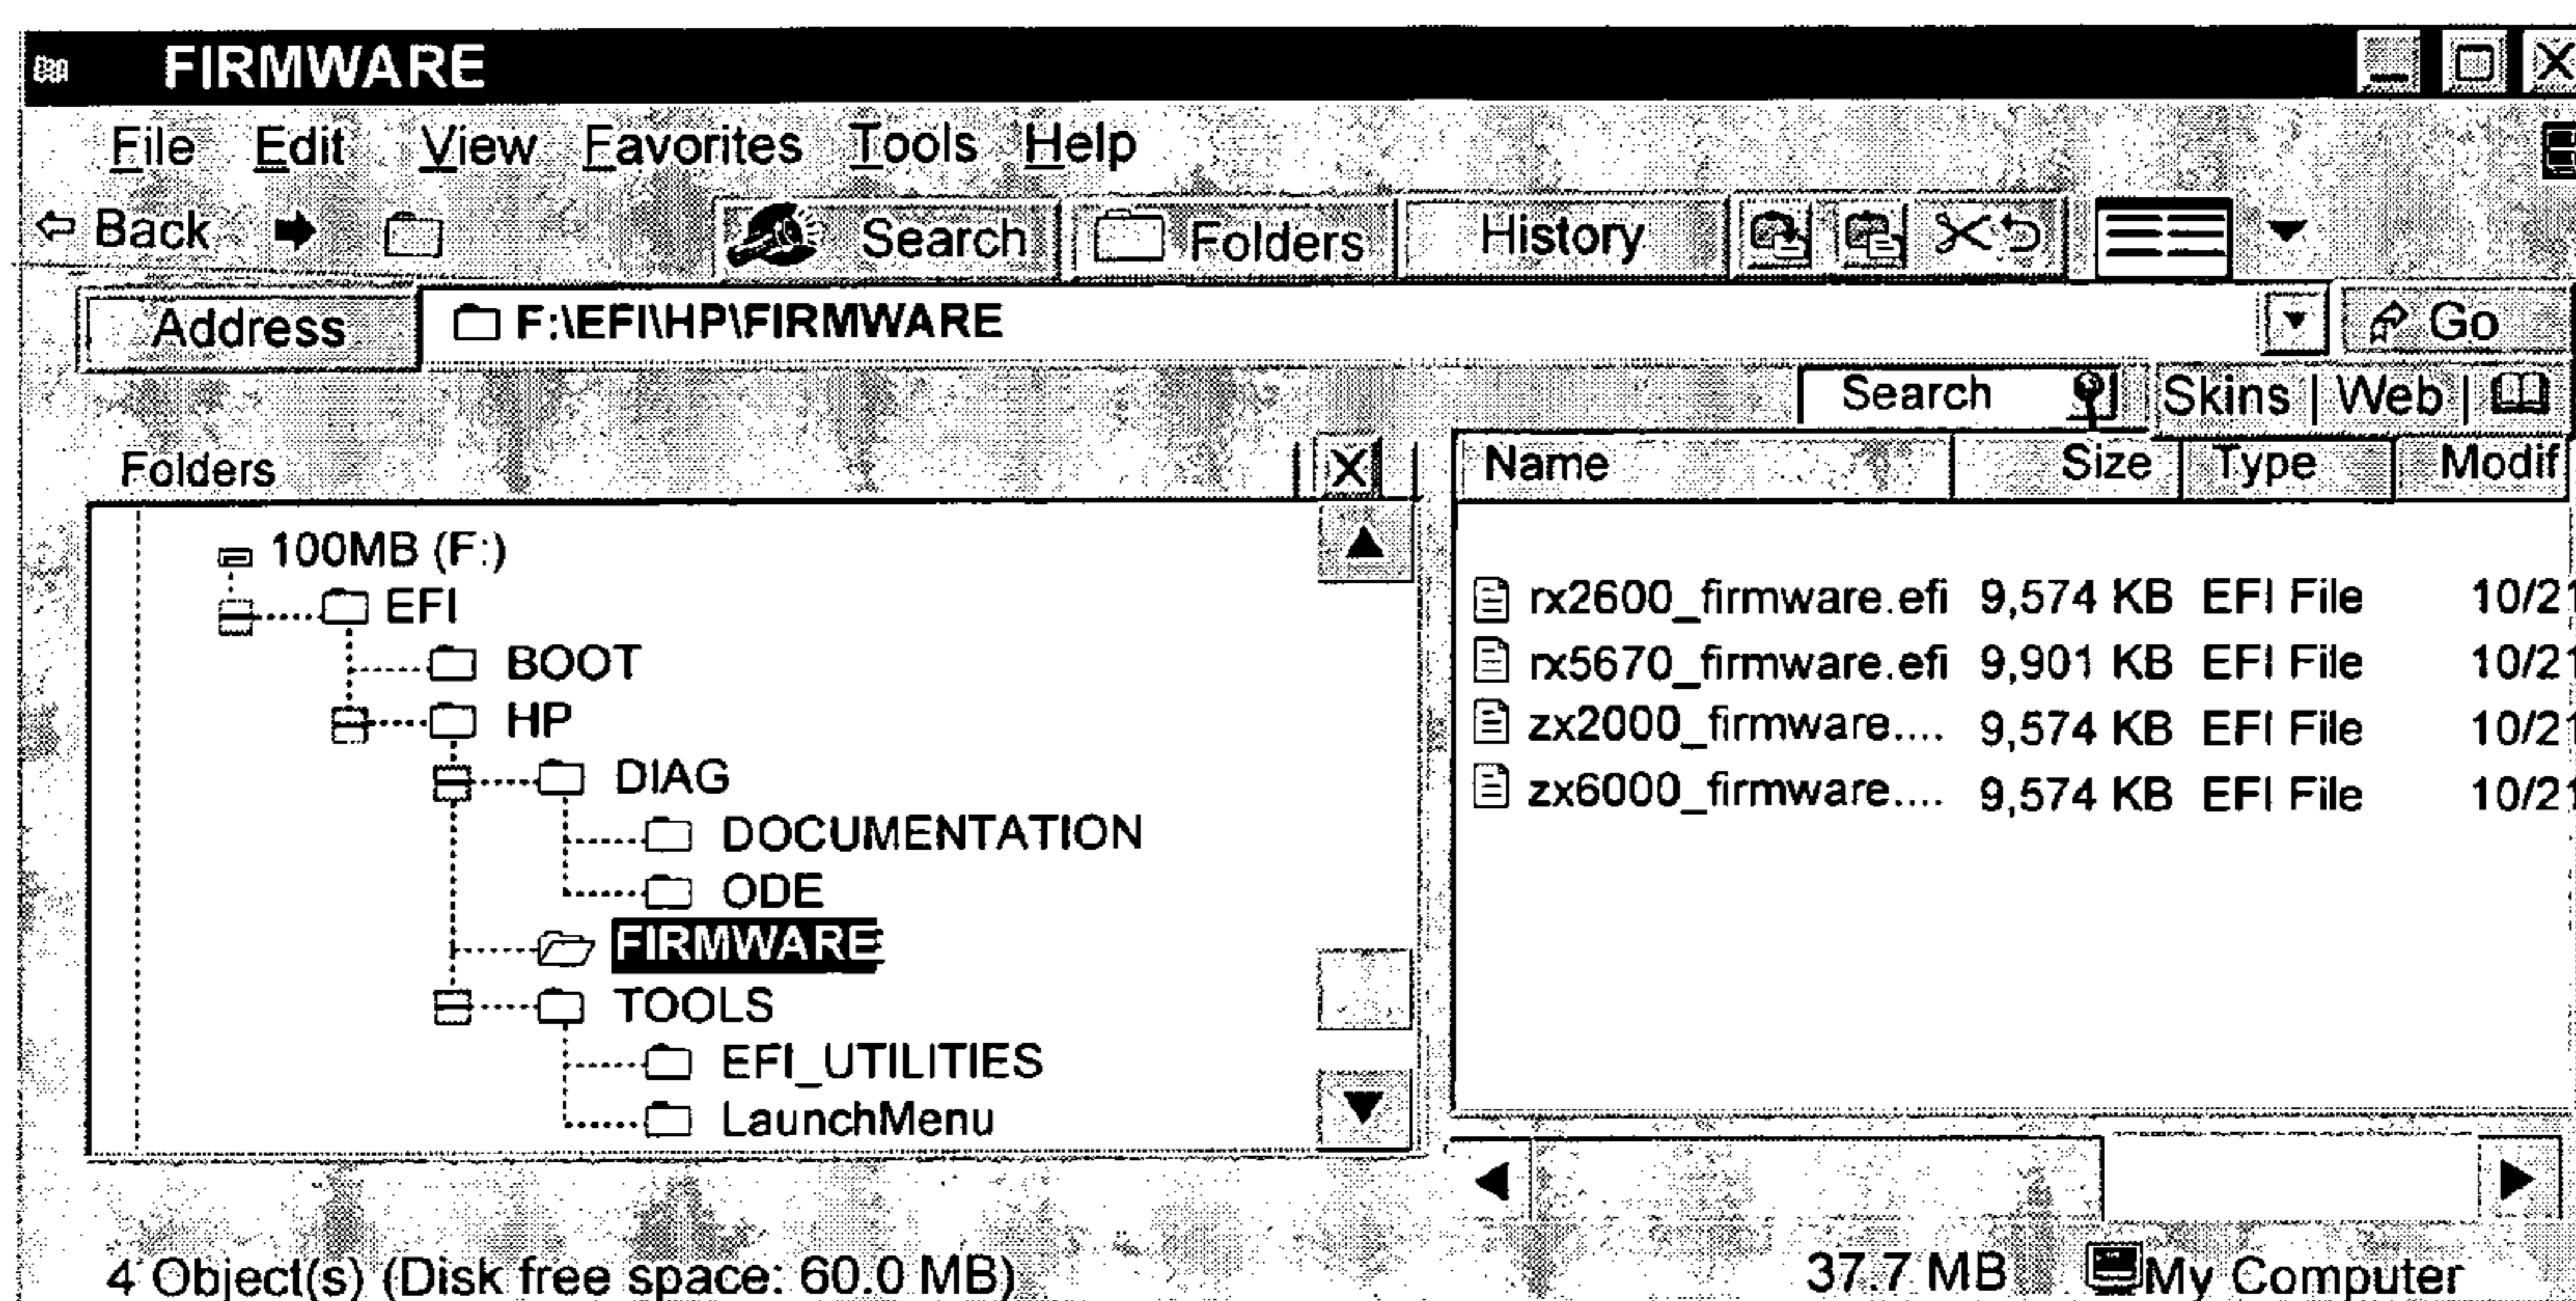 FIRMWARE
File Edit View Favorites Tools Help
Back Search Folders History
Address F:\EFI\HP\FIRMWARE Go
Search Skins | Web |
Folders
Name Size Type Modif
100MB (F:)
EFI
BOOT
HP
DIAG
DOCUMENTATION
ODE
FIRMWARE
TOOLS
EFI_UTILITIES
LaunchMenu
rx2600_firmware.efi 9,574 KB EFI File 10/21
rx5670_firmware.efi 9,901 KB EFI File 10/21
zx2000_firmware.... 9,574 KB EFI File 10/21
zx6000_firmware.... 9,574 KB EFI File 10/21
4 Object(s) (Disk free space: 60.0 MB) 37.7 MB My Computer